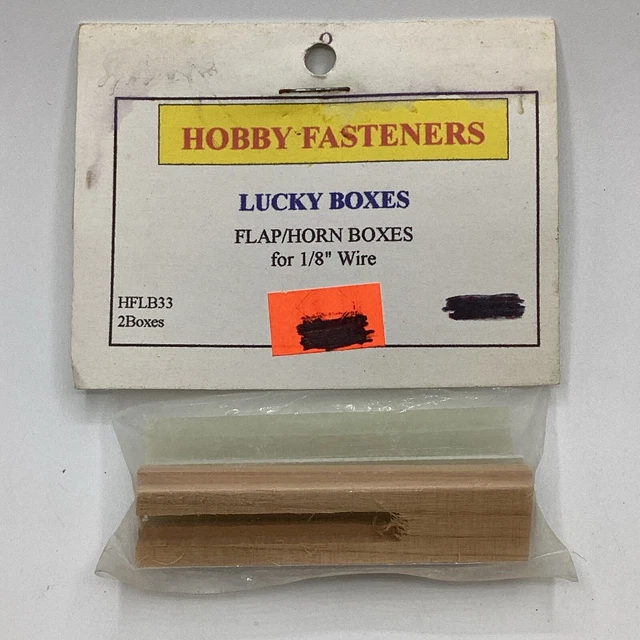 HOBBY FASTENERS
LUCKY BOXES
FLAP/HORN BOXES
for 1/8" Wire
HFLB33
2Boxes